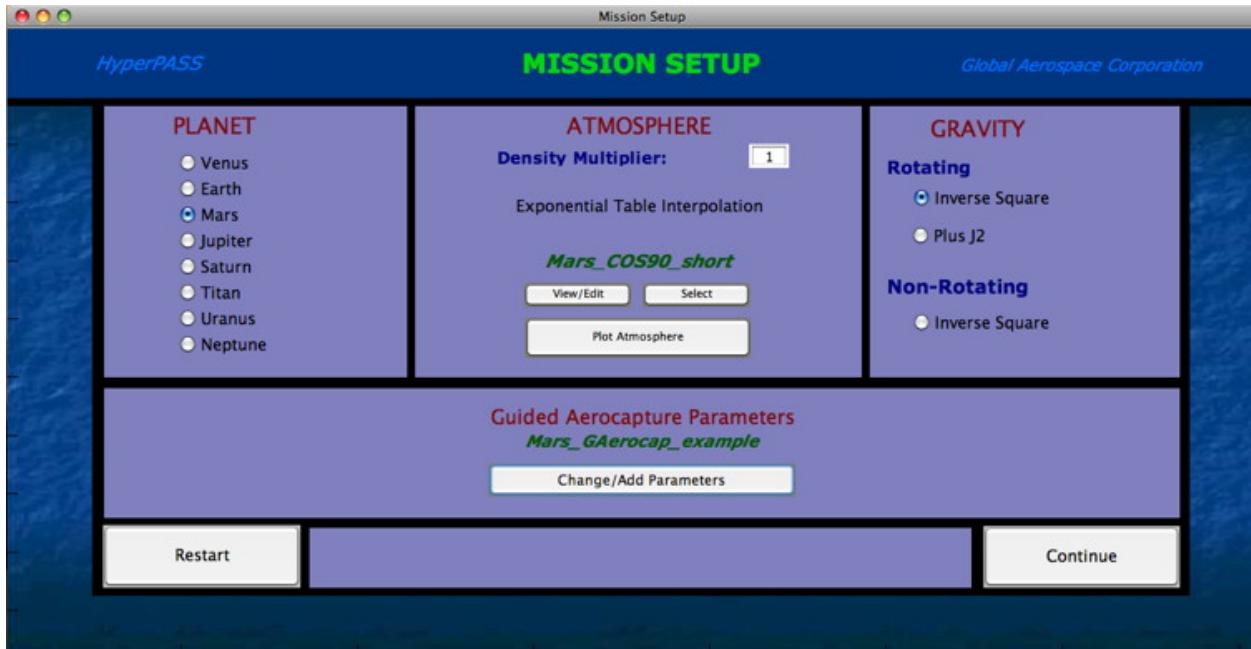 Mission Setup
HyperPASS
MISSION SETUP
Global Aerospace Corporation
PLANET
Venus
Earth
Mars
Jupiter
Saturn
Titan
Uranus
Neptune
ATMOSPHERE
Density Multiplier: 1
Exponential Table Interpolation
Mars_COS90_short
View/Edit Select
Plot Atmosphere
GRAVITY
Rotating
Inverse Square
Plus J2
Non-Rotating
Inverse Square
Guided Aerocapture Parameters
Mars_GAerocap_example
Change/Add Parameters
Restart
Continue